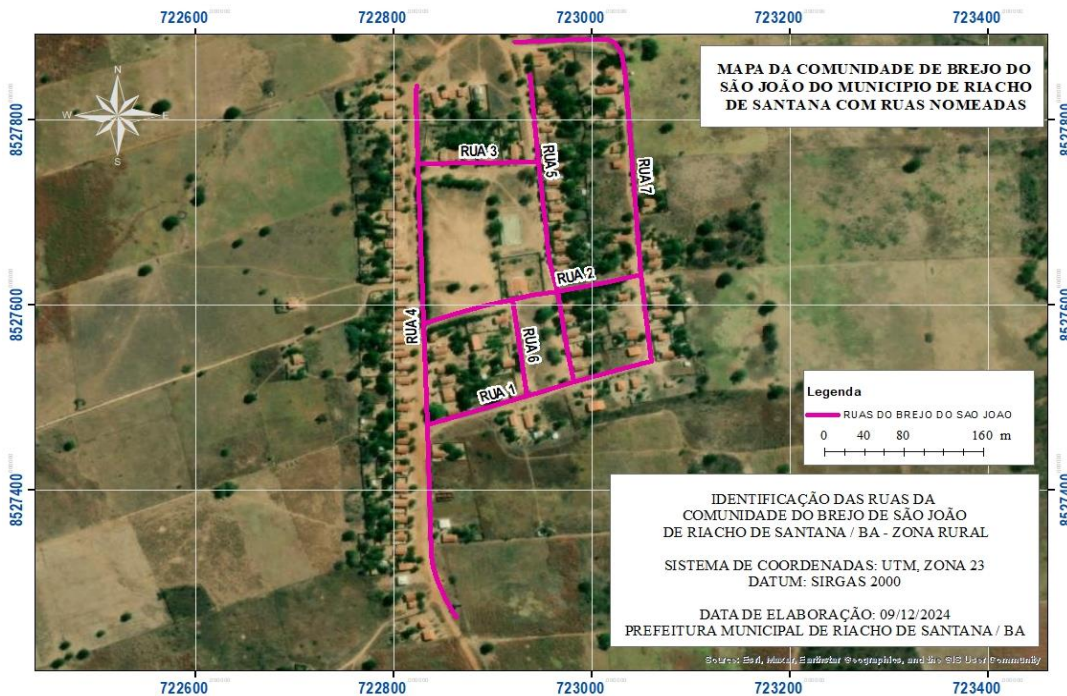 722600 722800 723000 723200 723400
MAPA DA COMUNIDADE DE BREJO DO
SÃO JOÃO DO MUNICIPIO DE RIACHO
DE SANTANA COM RUAS NOMEADAS
N
W E
S
8527800 8527800
RUA 3
RUA 5
RUA 7
RUA 2
8527600 8527600
RUA 4
RUA 6
RUA 1
Legenda
RUAS DO BREJO DO SAO JOAO
0 40 80 160 m
8527400 8527400
IDENTIFICAÇÃO DAS RUAS DA
COMUNIDADE DO BREJO DE SÃO JOÃO
DE RIACHO DE SANTANA / BA - ZONA RURAL
SISTEMA DE COORDENADAS: UTM, ZONA 23
DATUM: SIRGAS 2000
DATA DE ELABORAÇÃO: 09/12/2024
PREFEITURA MUNICIPAL DE RIACHO DE SANTANA / BA
Source: Esri, Maxar, Earthstar Geographics, and the GIS User Community
722600 722800 723000 723200 723400